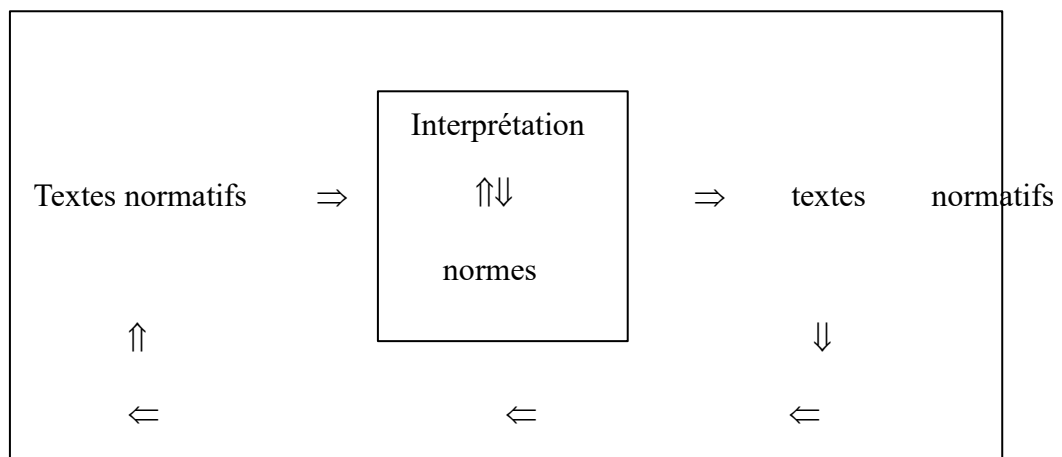 Interprétation
Textes normatifs ⇒ ⇑⇓ ⇒ textes normatifs
normes
⇑ ⇓
⇐ ⇐ ⇐